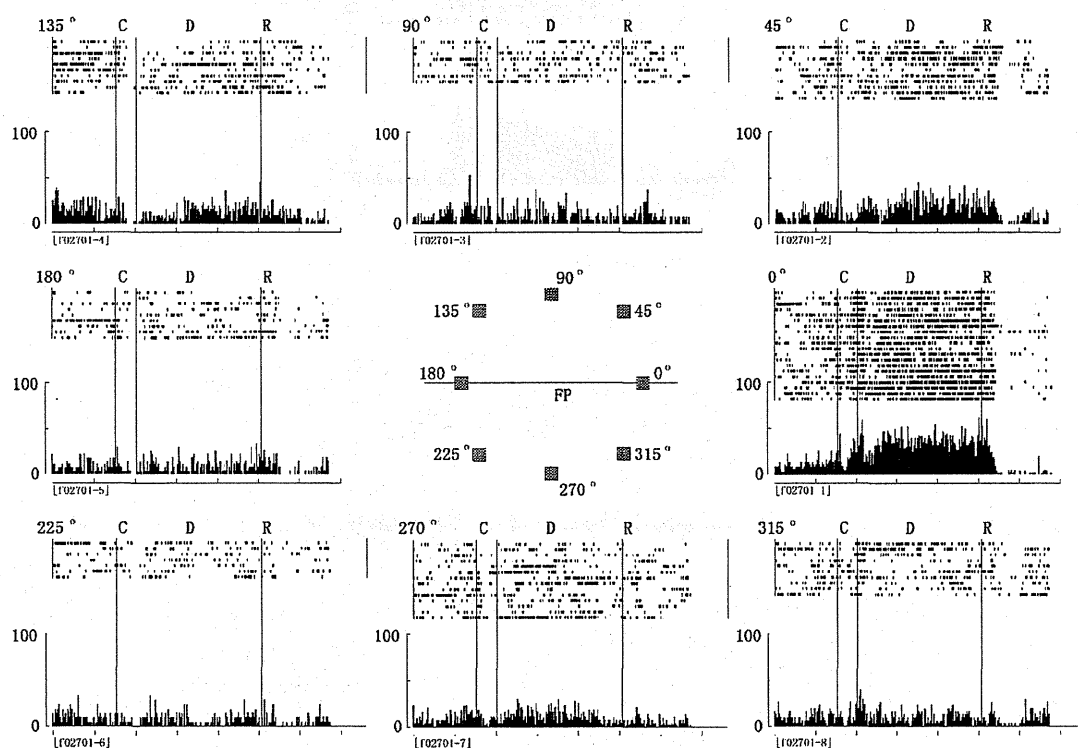 135° C D R
90° C D R
45° C D R
100
100
100
0
0
0
[f02701-4]
[f02701-3]
[f02701-2]
180° C D R
90°
135°
45°
180°
0°
FP
225°
315°
270°
0° C D R
100
100
0
0
[f02701-5]
[f02701-1]
225° C D R
270° C D R
315° C D R
100
100
100
0
0
0
[f02701-6]
[f02701-7]
[f02701-8]